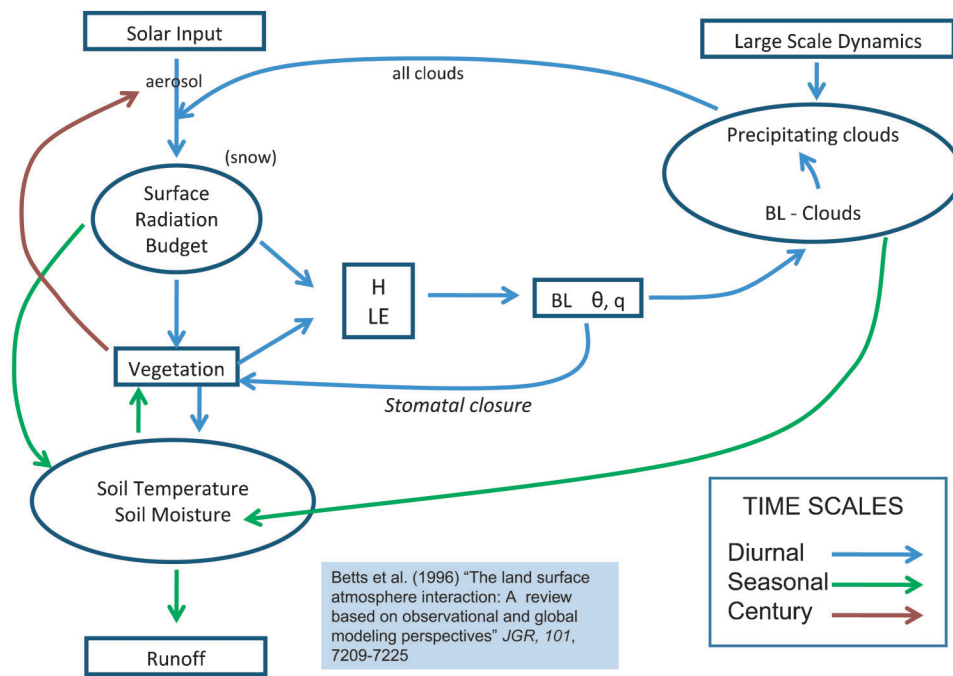 Solar Input
Large Scale Dynamics
aerosol
all clouds
Precipitating clouds
(snow)
Surface
Radiation
Budget
BL - Clouds
H
LE
BL θ, q
Vegetation
Stomatal closure
Soil Temperature
Soil Moisture
TIME SCALES
Diurnal
Seasonal
Century
Betts et al. (1996) “The land surface
atmosphere interaction: A review
based on observational and global
modeling perspectives” JGR, 101,
7209-7225
Runoff